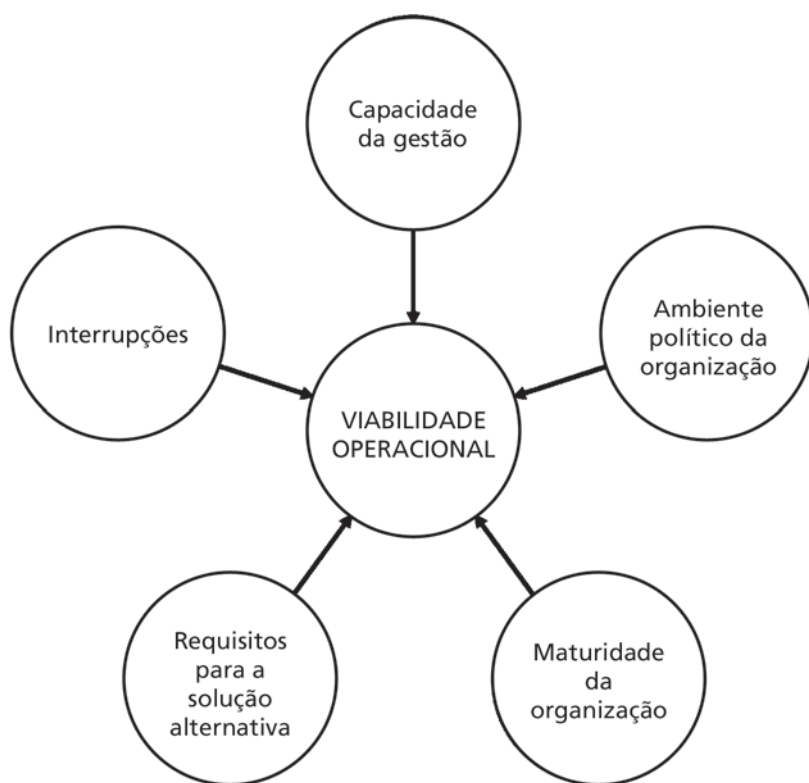 Capacidade
da gestão
Interrupções
Ambiente
político da
organização
VIABILIDADE
OPERACIONAL
Requisitos
para a
solução
alternativa
Maturidade
da
organização